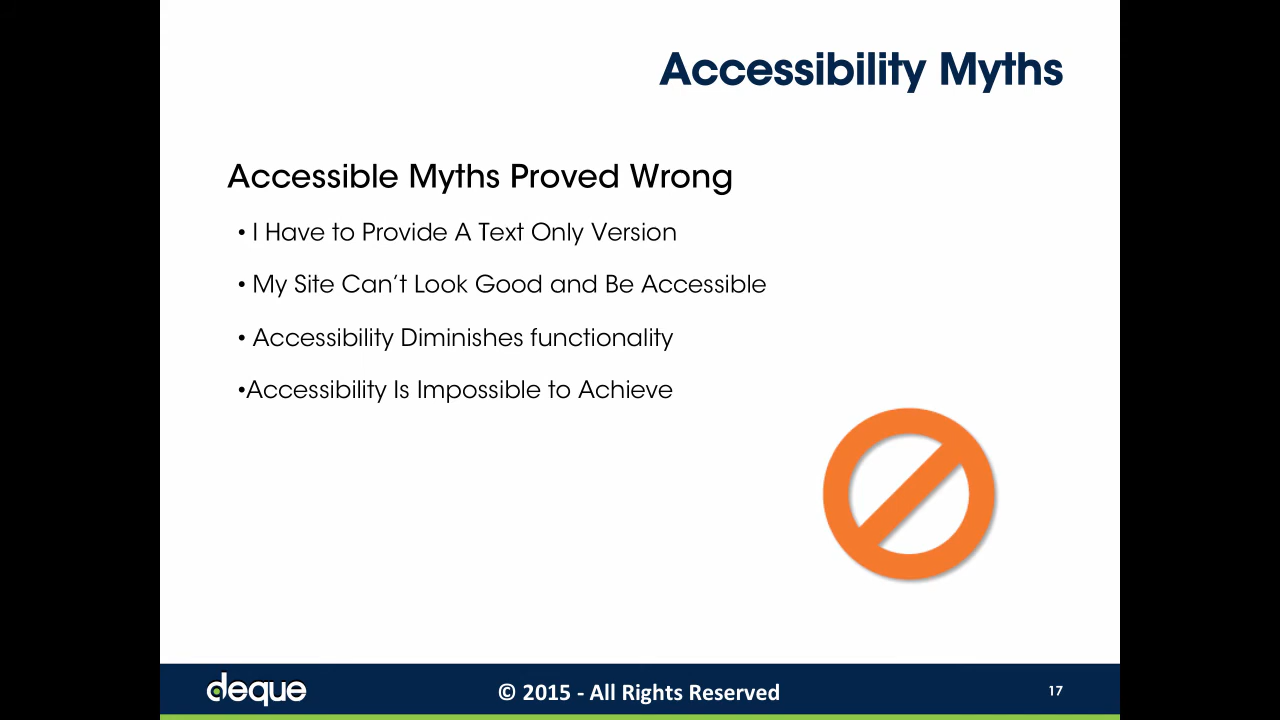 Accessibility Myths
Accessible Myths Proved Wrong
• I Have to Provide A Text Only Version
• My Site Can’t Look Good and Be Accessible
• Accessibility Diminishes functionality
•Accessibility Is Impossible to Achieve
deque
© 2015 - All Rights Reserved
17